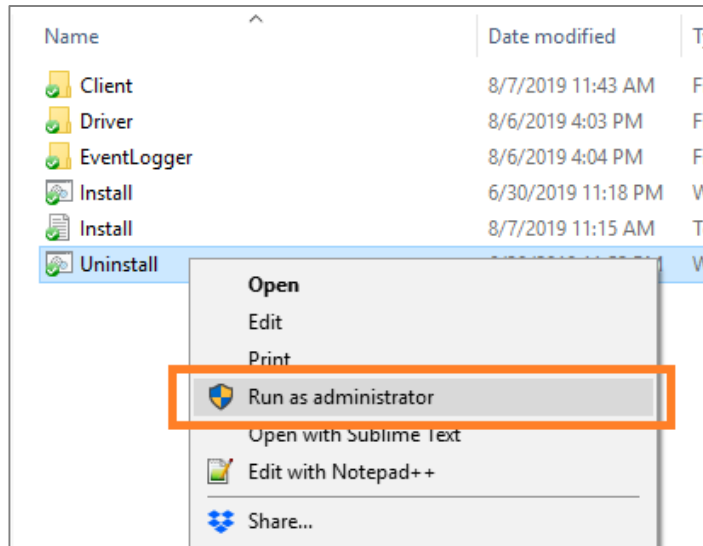 Name Date modified
Client 8/7/2019 11:43 AM F
Driver 8/6/2019 4:03 PM F
EventLogger 8/6/2019 4:04 PM F
Install 6/30/2019 11:18 PM
Install 8/7/2019 11:15 AM T
Uninstall
Open
Edit
Print
Run as administrator
Open with Sublime Text
Edit with Notepad++
Share...